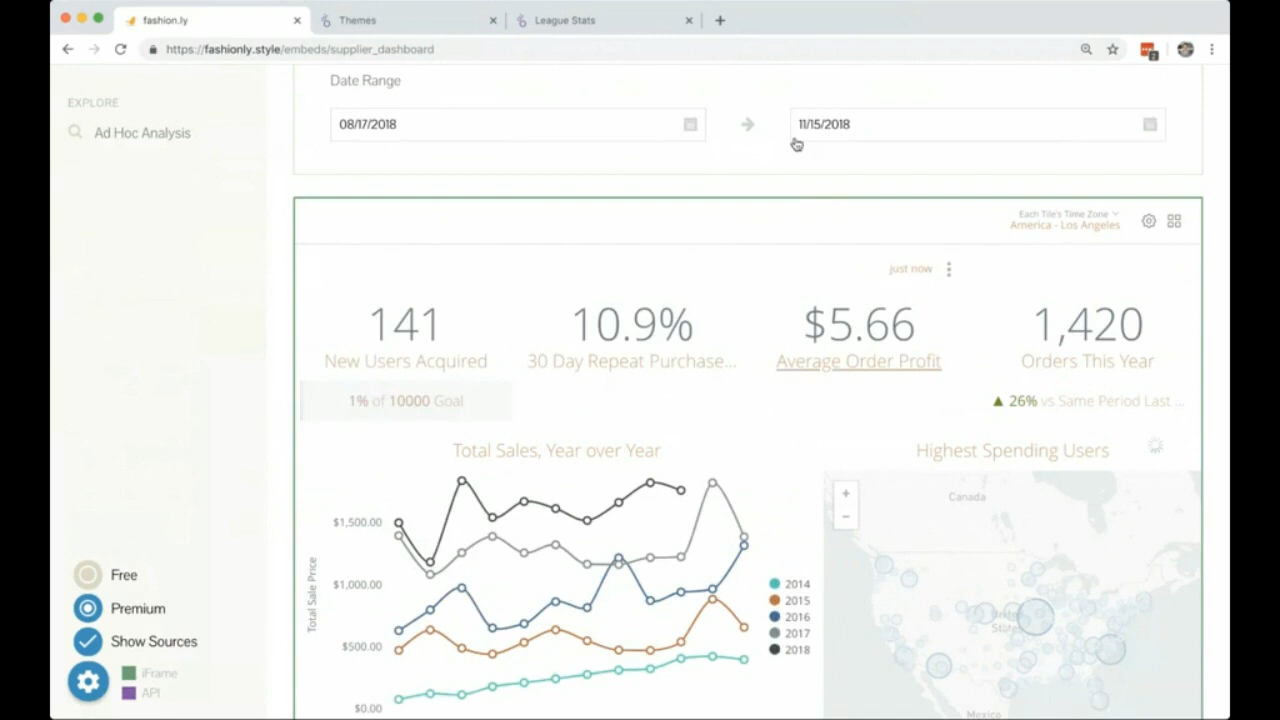 fashion.ly
Themes
League Stats
https://fashionly.style/embeds/supplier_dashboard
2
EXPLORE
Ad Hoc Analysis
Date Range
08/17/2018
11/15/2018
Each Tile's Time Zone
America - Los Angeles
just now
141
New Users Acquired
1% of 10000 Goal
10.9%
30 Day Repeat Purchase...
$5.66
Average Order Profit
1,420
Orders This Year
▲ 26% vs Same Period Last ...
Total Sales, Year over Year
Total Sale Price
$1,500.00
$1,000.00
$500.00
$0.00
2014
2015
2016
2017
2018
Highest Spending Users
+
−
Canada
United
States
Mexico
Free
Premium
Show Sources
iFrame
API